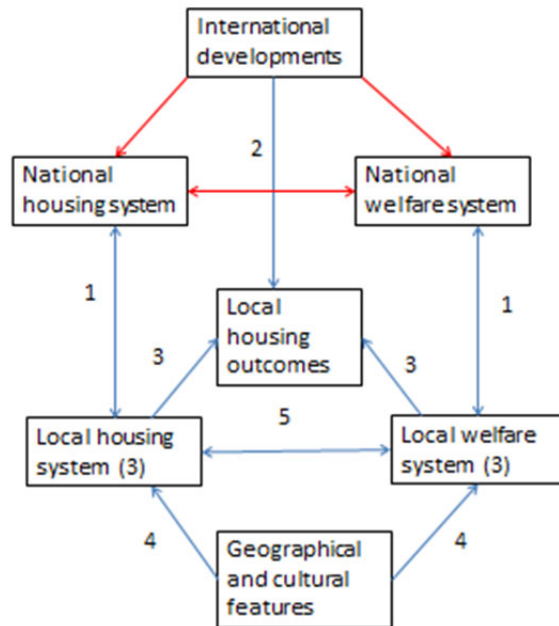 International
developments
2
National
housing system
National
welfare system
1
1
Local
housing
outcomes
3
3
5
Local housing
system (3)
Local welfare
system (3)
4
4
Geographical
and cultural
features